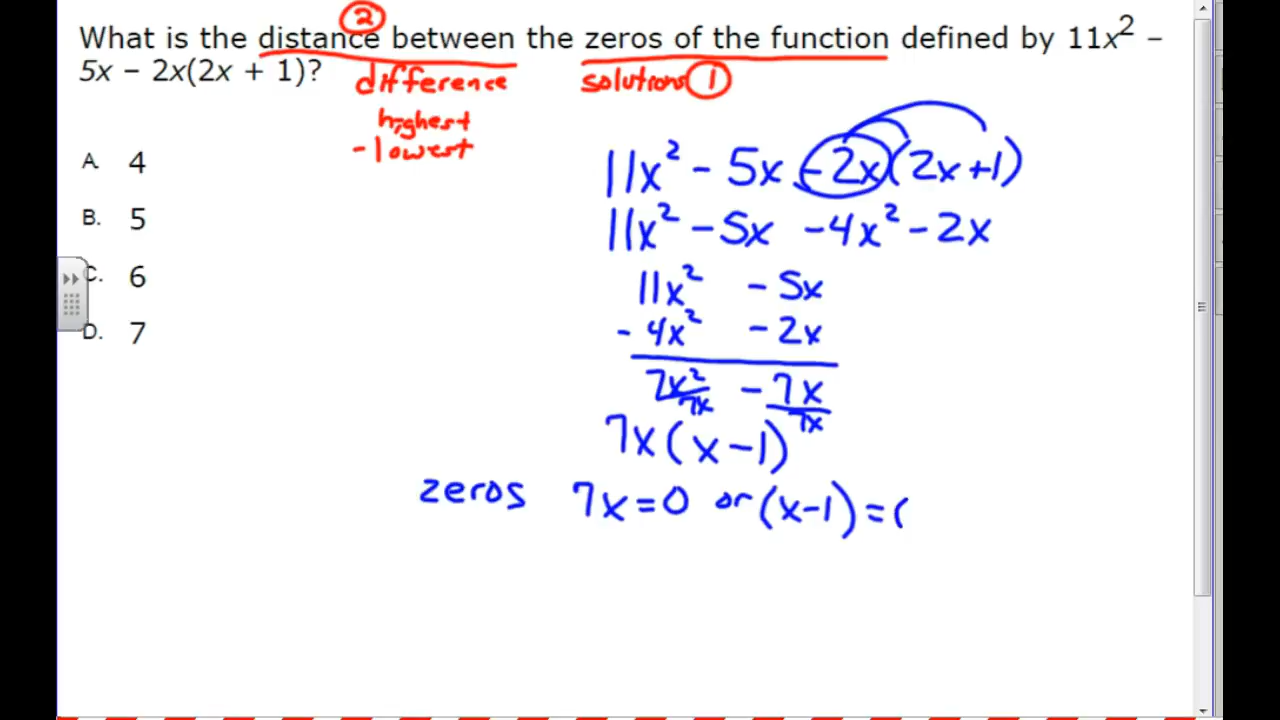 ②
What is the distance between the zeros of the function defined by 11x² –
5x – 2x(2x + 1)?
difference
solutions ①
highest
- lowest
A. 4
B. 5
C. 6
D. 7
11x² - 5x -2x(2x+1)
11x² -5x -4x² -2x
11x² -5x
-4x² -2x
7x² -7x
7x 7x
7x(x-1)
zeros 7x=0 or (x-1)=(